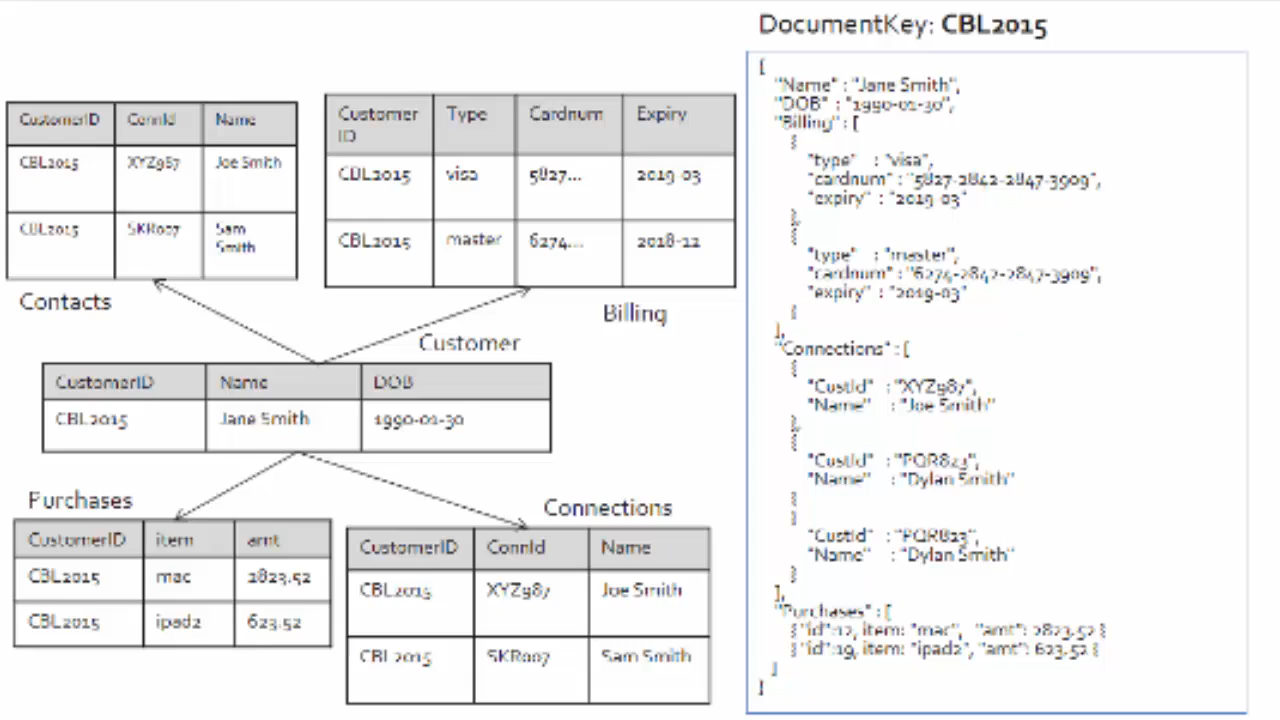 DocumentKey: CBL2015
CustomerID ConnId Name
CBL2015 XYZ987 Joe Smith
CBL2015 SKR007 Sam
Smith
Contacts
Customer Type Cardnum Expiry
ID
CBL2015 visa 5827... 2019-03
CBL2015 master 6274... 2018-12
Billing
Customer
CustomerID Name DOB
CBL2015 Jane Smith 1990-01-30
Purchases
CustomerID item amt
CBL2015 mac 2823.52
CBL2015 ipad2 623.52
Connections
CustomerID ConnId Name
CBL2015 XYZ987 Joe Smith
CBL2015 SKR007 Sam Smith
{
"Name" : "Jane Smith",
"DOB" : "1990-01-30",
"Billing" : [
{
"type" : "visa",
"cardnum" : "5827-2842-2847-3909",
"expiry" : "2019-03"
},
{
"type" : "master",
"cardnum" : "6274-2842-2847-3909",
"expiry" : "2019-03"
}
],
"Connections" : [
{
"CustId" : "XYZ987",
"Name" : "Joe Smith"
},
{
"CustId" : "PQR823",
"Name" : "Dylan Smith"
}
{
"CustId" : "PQR823",
"Name" : "Dylan Smith"
}
],
"Purchases" : [
{ "id":12, item: "mac", "amt": 2823.52 }
{ "id":19, item: "ipad2", "amt": 623.52 }
]
}